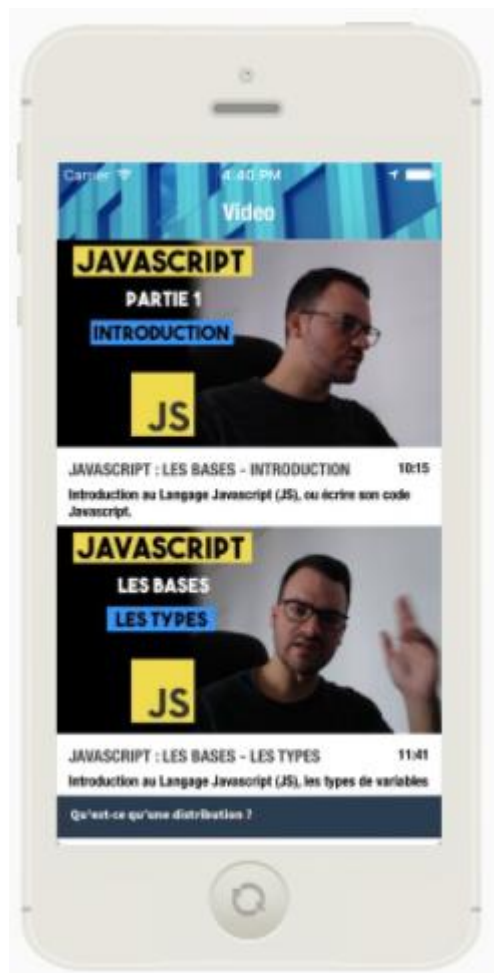 Carrier 4:40 PM
Video
JAVASCRIPT
PARTIE 1
INTRODUCTION
JS
JAVASCRIPT : LES BASES - INTRODUCTION 10:15
Introduction au Langage Javascript (JS), ou écrire son code
Javascript.
JAVASCRIPT
LES BASES
LES TYPES
JS
JAVASCRIPT : LES BASES - LES TYPES 11:41
Introduction au Langage Javascript (JS), les types de variables
Qu'est-ce qu'une distribution ?